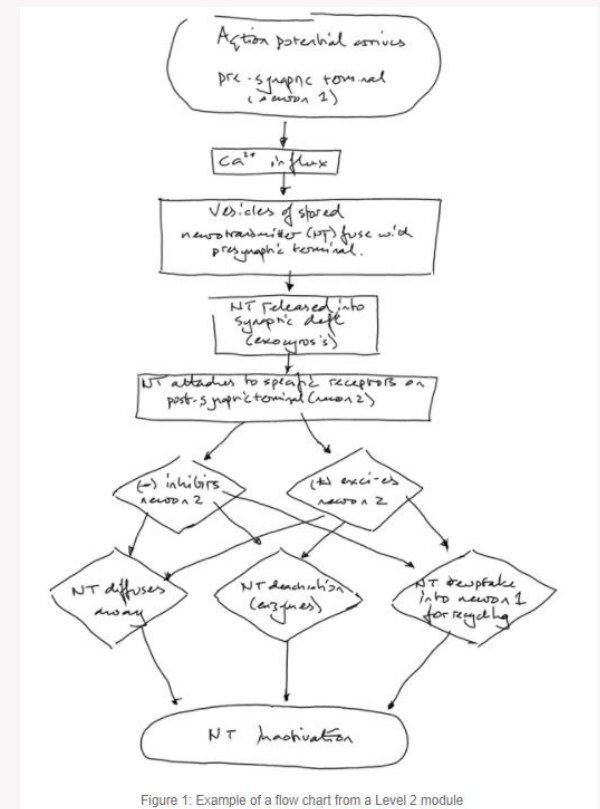 Action potential arrives
pre-synaptic terminal
(neuron 1)
Ca²⁺ influx
Vesicles of stored
neurotransmitter (NT) fuse with
presynaptic terminal.
NT released into
synaptic cleft
(exocytosis)
NT attaches to specific receptors on
post-synaptic terminal (neuron 2)
(-) inhibits
neuron 2
(+) excites
neuron 2
NT diffuses
away
NT deactivation
(enzymes)
NT reuptake
into neuron 1
for recycling
NT Inactivation
Figure 1: Example of a flow chart from a Level 2 module